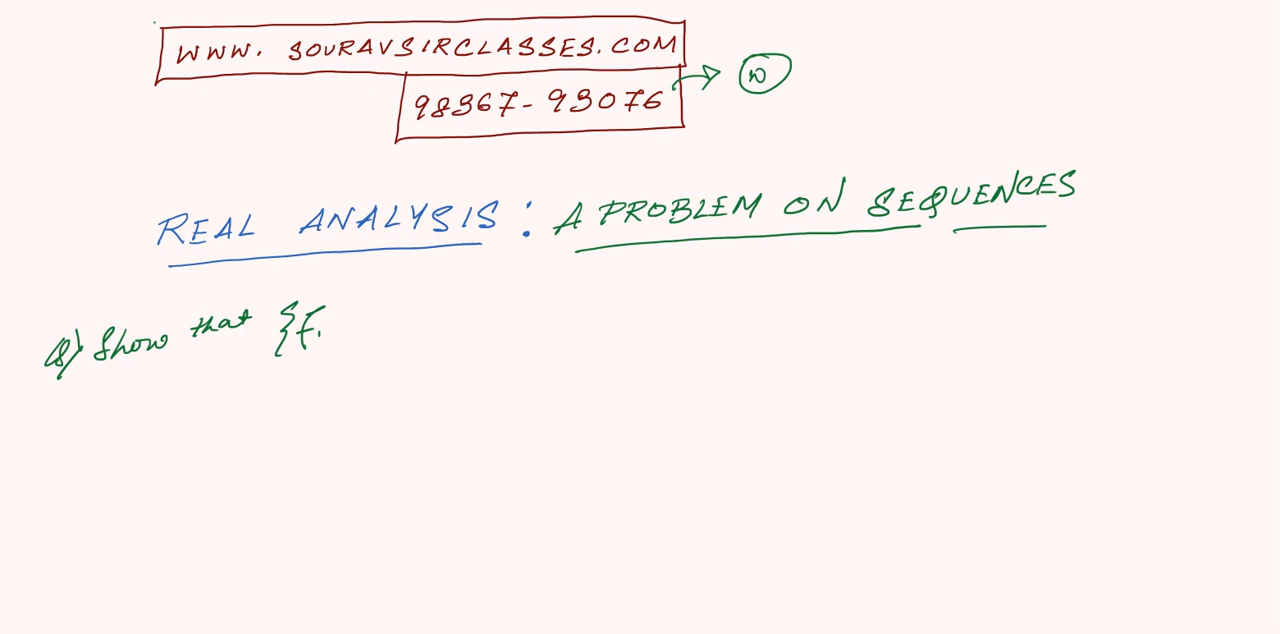 WWW. SOURAVSIRCLASSES.COM
98367-93076 → W
REAL ANALYSIS : A PROBLEM ON SEQUENCES
Q) Show that {f